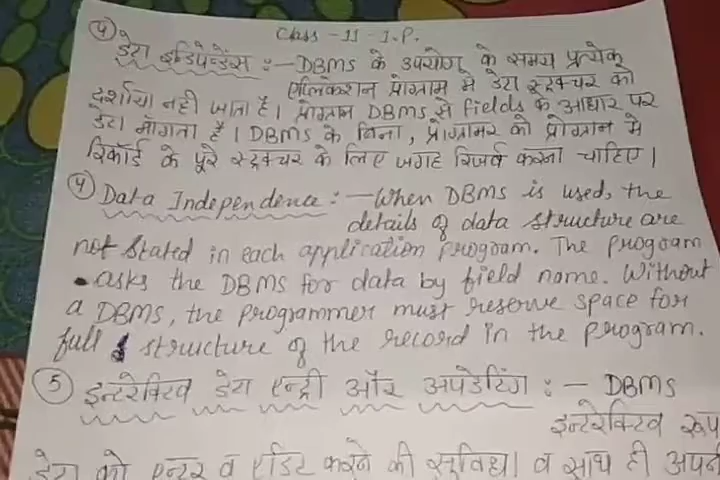 Class - 11 - I.P.
④ डेटा इन्डिपेन्डेंस :- DBMS के उपयोग के समय प्रत्येक
एप्लिकेशन प्रोग्राम में डेटा स्ट्रक्चर को
दर्शाया नही जाता है। प्रोग्राम DBMS से fields के आधार पर
डेटा माँगता है। DBMS के बिना, प्रोग्रामर को प्रोग्राम में
रिकॉर्ड के पूरे स्ट्रक्चर के लिए जगह रिजर्व करना चाहिए।
④ Data Independence :- When DBMS is used, the
details of data structure are
not stated in each application program. The program
asks the DBMS for data by field name. Without
a DBMS, the programmer must reserve space for
full structure of the record in the program.
⑤ इन्टरेक्टिव डेटा एन्ट्री और अपडेटिंग :- DBMS
इन्टरेक्टिव रूप
डेटा को एन्टर व एडिट करने की सुविधा व साथ ही अपनी